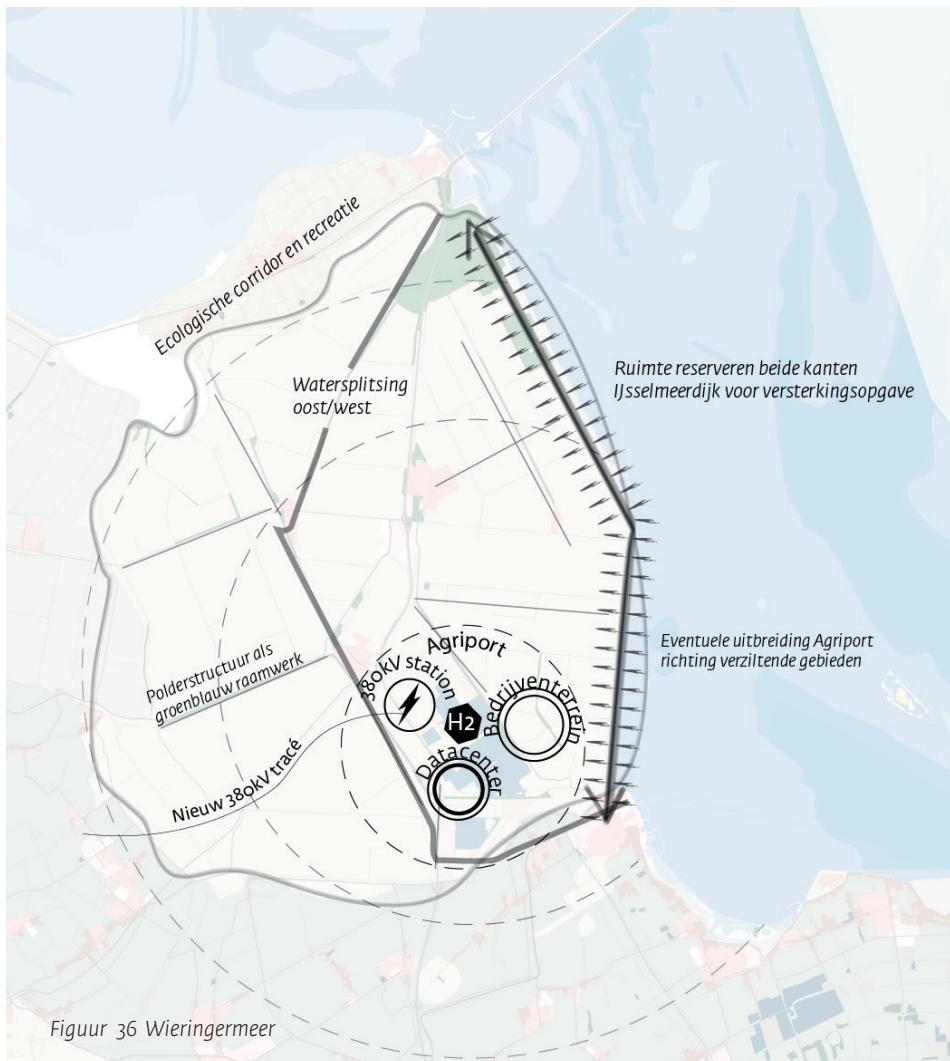 Ecologische corridor en recreatie
Watersplitsing
oost/west
Ruimte reserveren beide kanten
IJsselmeerdijk voor versterkingsopgave
Eventuele uitbreiding Agriport
richting verziltende gebieden
Agriport
380kV station
H2
Bedrijventerrein
Datacenter
Polderstructuur als
groenblauw raamwerk
Nieuw 380kV tracé
Figuur 36 Wieringermeer